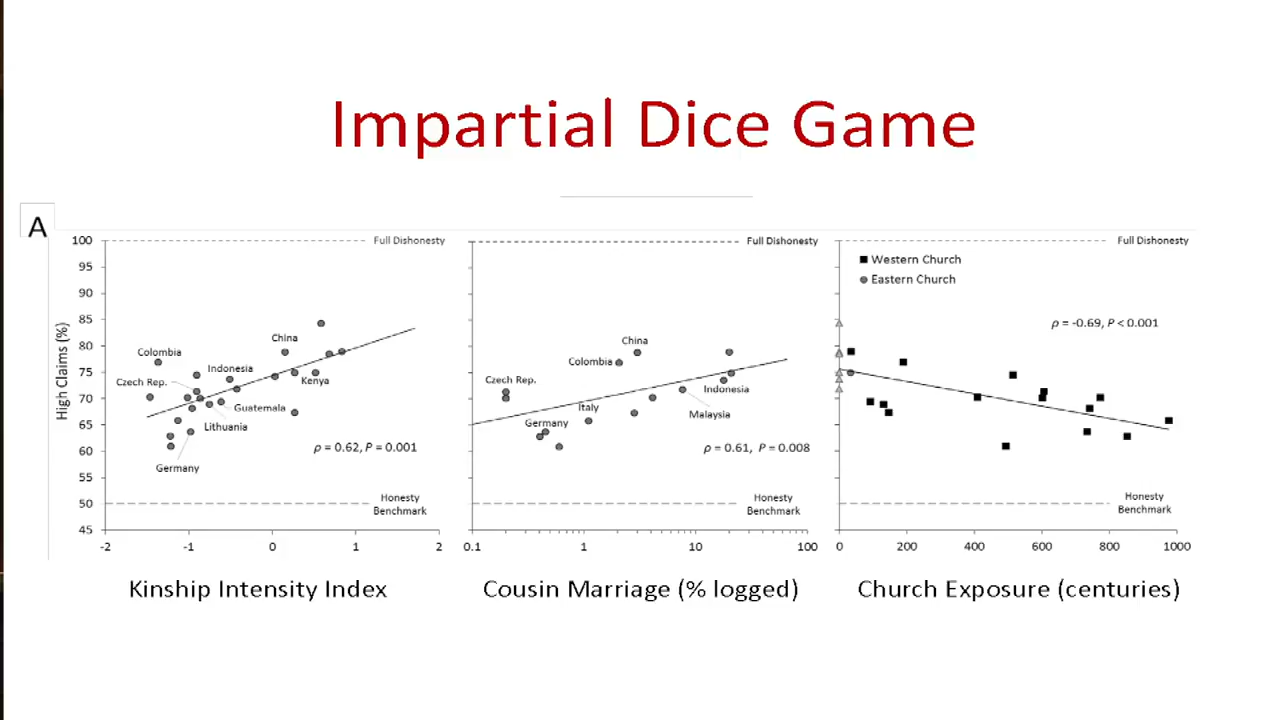 Impartial Dice Game
A
High Claims (%)
100
95
90
85
80
75
70
65
60
55
50
45
Full Dishonesty
China
Colombia
Indonesia
Czech Rep.
Kenya
Guatemala
Lithuania
ρ = 0.62, P = 0.001
Germany
Honesty
Benchmark
-2 -1 0 1 2
Kinship Intensity Index
Full Dishonesty
China
Colombia
Czech Rep.
Indonesia
Italy
Malaysia
Germany
ρ = 0.61, P = 0.008
Honesty
Benchmark
0.1 1 10 100
Cousin Marriage (% logged)
Full Dishonesty
Western Church
Eastern Church
ρ = -0.69, P < 0.001
Honesty
Benchmark
0 200 400 600 800 1000
Church Exposure (centuries)